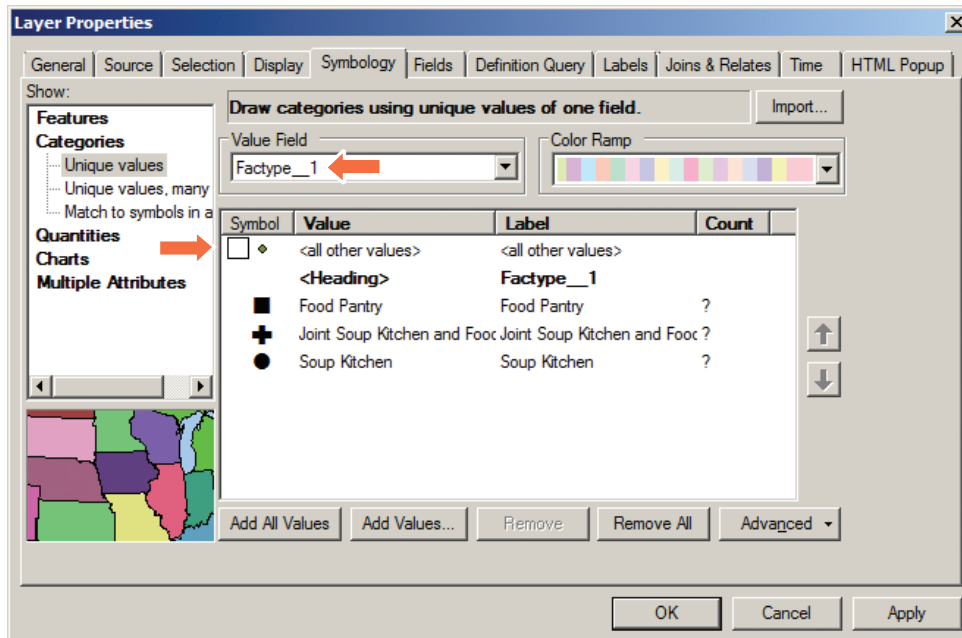 Layer Properties
General Source Selection Display Symbology Fields Definition Query Labels Joins & Relates Time HTML Popup
Show:
Features
Categories
Unique values
Unique values, many
Match to symbols in a
Quantities
Charts
Multiple Attributes
Draw categories using unique values of one field.
Import...
Value Field
Factype__1
Color Ramp
Symbol Value Label Count
<all other values> <all other values>
<Heading> Factype__1
Food Pantry Food Pantry ?
Joint Soup Kitchen and Food Joint Soup Kitchen and Food ?
Soup Kitchen Soup Kitchen ?
Add All Values Add Values... Remove Remove All Advanced
OK Cancel Apply